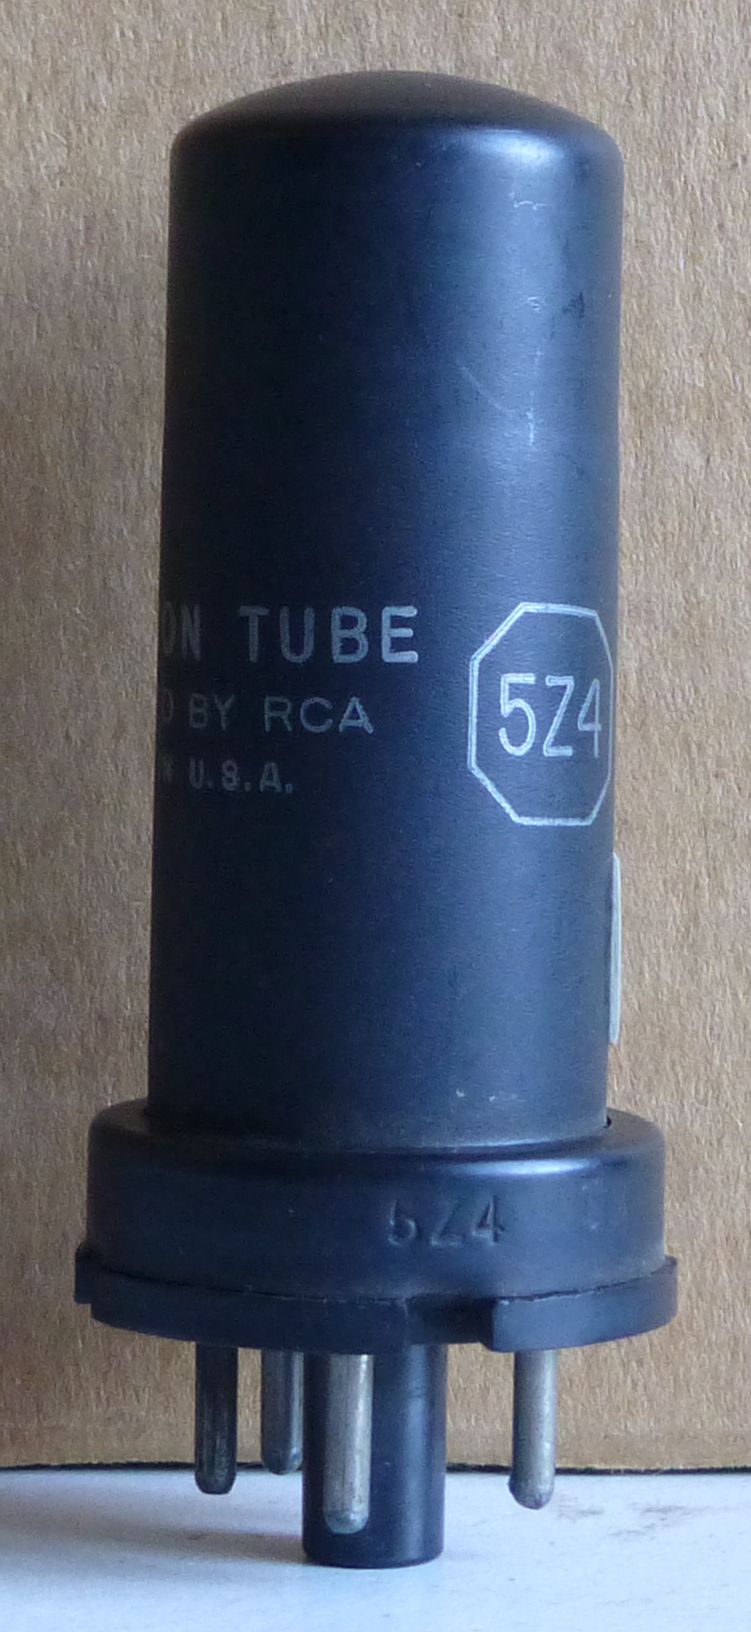 ON TUBE
D BY RCA
N U.S.A.
5Z4
5Z4